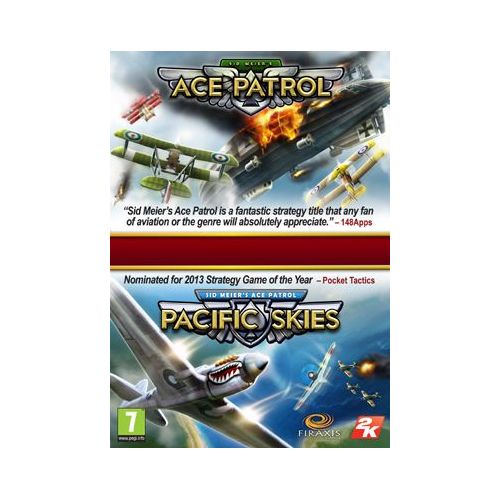 SID MEIER'S
ACE PATROL
"Sid Meier's Ace Patrol is a fantastic strategy title that any fan
of aviation or the genre will absolutely appreciate." – 148Apps
Nominated for 2013 Strategy Game of the Year – Pocket Tactics
SID MEIER'S ACE PATROL
PACIFIC SKIES
7
www.pegi.info
FIRAXIS
2K